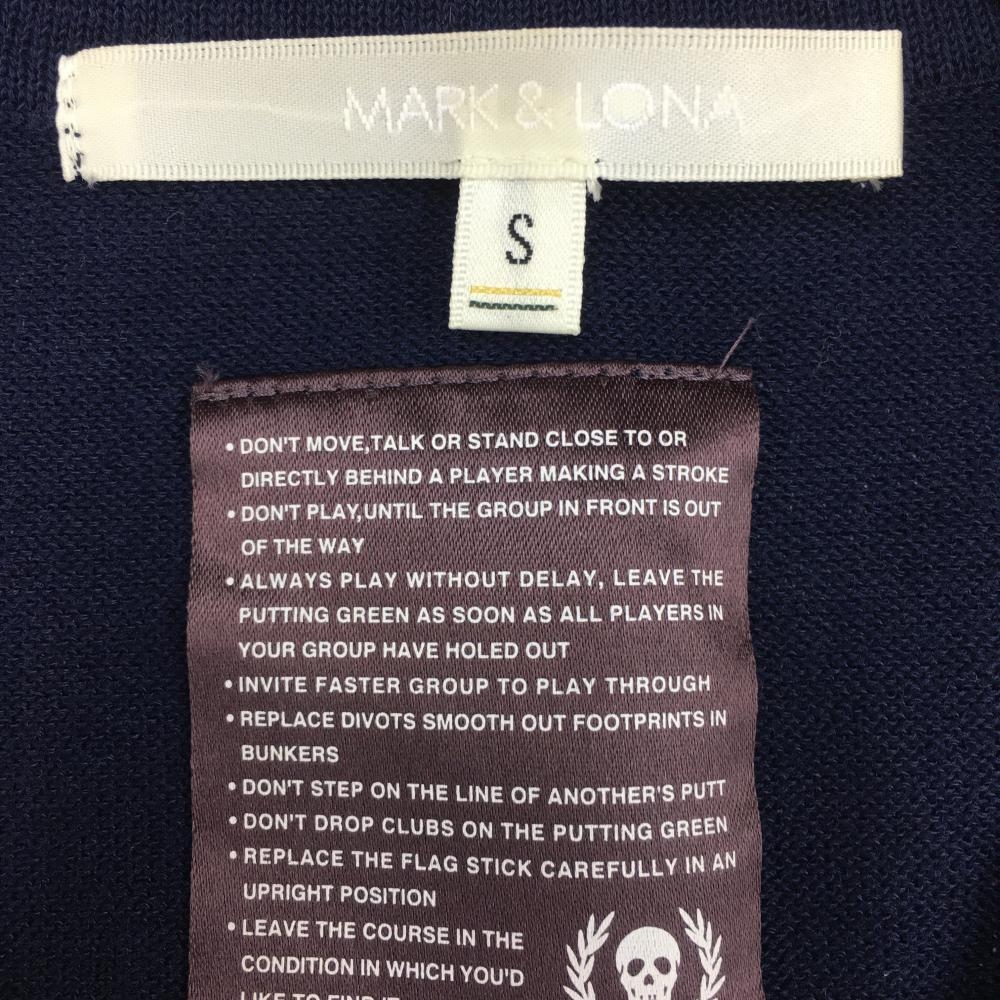 MARK & LONA
S
• DON'T MOVE,TALK OR STAND CLOSE TO OR
DIRECTLY BEHIND A PLAYER MAKING A STROKE
• DON'T PLAY,UNTIL THE GROUP IN FRONT IS OUT
OF THE WAY
• ALWAYS PLAY WITHOUT DELAY, LEAVE THE
PUTTING GREEN AS SOON AS ALL PLAYERS IN
YOUR GROUP HAVE HOLED OUT
• INVITE FASTER GROUP TO PLAY THROUGH
• REPLACE DIVOTS SMOOTH OUT FOOTPRINTS IN
BUNKERS
• DON'T STEP ON THE LINE OF ANOTHER'S PUTT
• DON'T DROP CLUBS ON THE PUTTING GREEN
• REPLACE THE FLAG STICK CAREFULLY IN AN
UPRIGHT POSITION
• LEAVE THE COURSE IN THE
CONDITION IN WHICH YOU'D
LIKE TO FIND IT